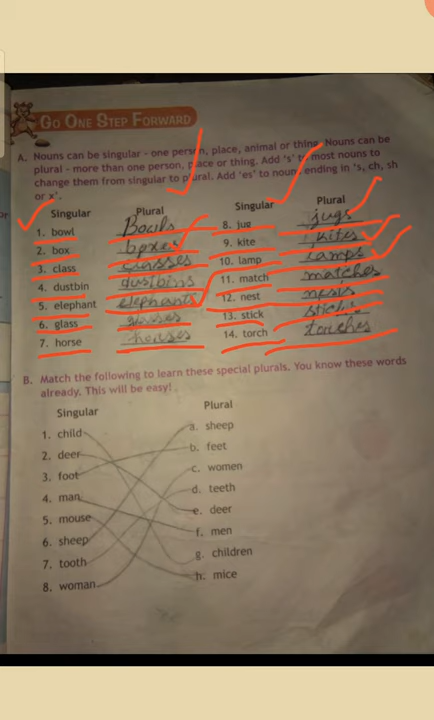 GO ONE STEP FORWARD
A. Nouns can be singular - one person, place, animal or thing. Nouns can be
plural - more than one person, place or thing. Add 's' to most nouns to
change them from singular to plural. Add 'es' to nouns ending in 's, ch, sh
or x'.
Singular Plural Singular Plural
1. bowl Bowls 8. jug jugs
2. box boxes 9. kite kites
3. class classes 10. lamp lamps
4. dustbin dustbins 11. match matches
5. elephant elephants 12. nest nests
6. glass 13. stick
7. horse horses 14. torch torches
B. Match the following to learn these special plurals. You know these words
already. This will be easy!
Singular Plural
1. child a. sheep
2. deer b. feet
3. foot c. women
4. man d. teeth
5. mouse e. deer
6. sheep f. men
7. tooth g. children
8. woman h. mice